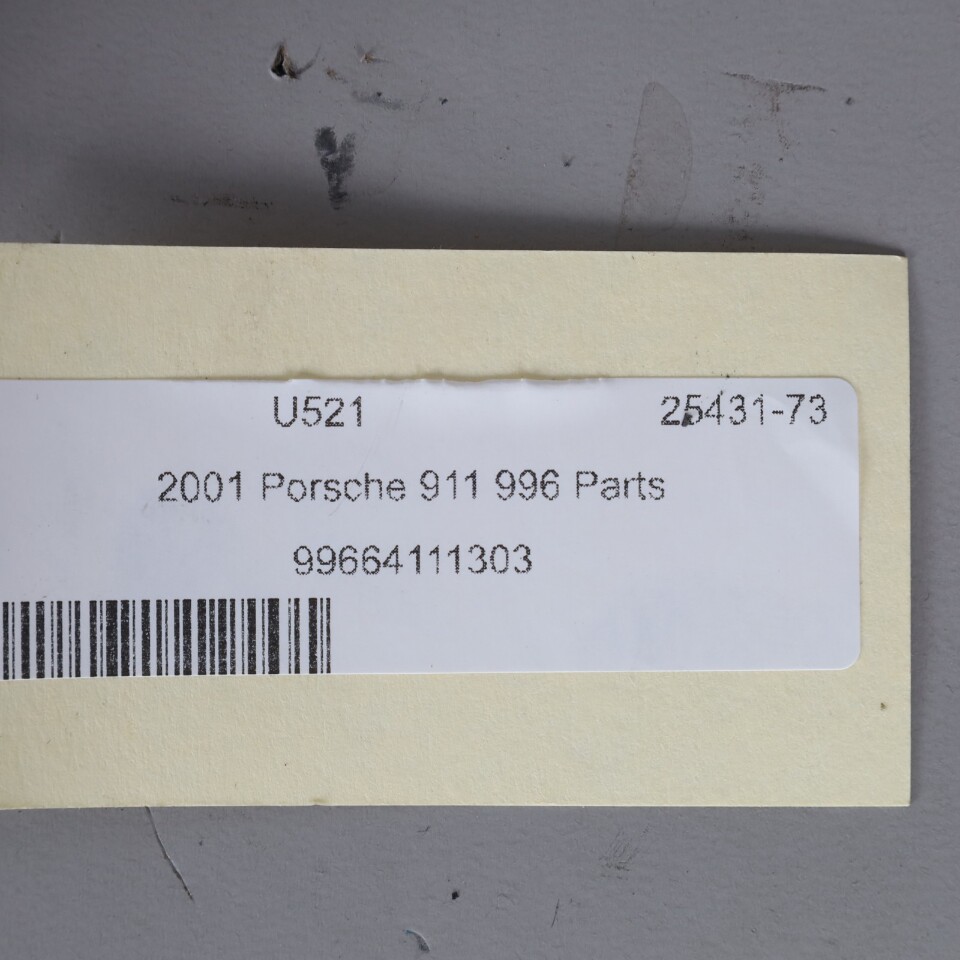 U521 25431-73
2001 Porsche 911 996 Parts
99664111303